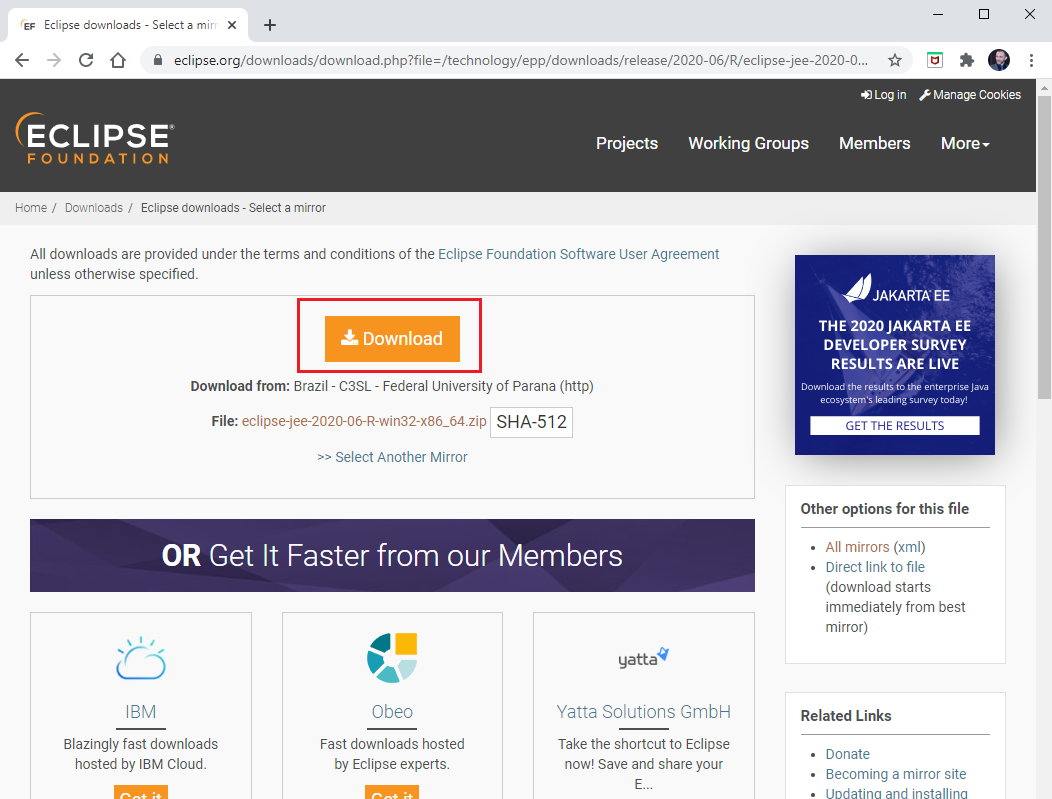 EF Eclipse downloads - Select a mirr
eclipse.org/downloads/download.php?file=/technology/epp/downloads/release/2020-06/R/eclipse-jee-2020-0...
Log in Manage Cookies
ECLIPSE®
FOUNDATION
Projects Working Groups Members More
Home / Downloads / Eclipse downloads - Select a mirror
All downloads are provided under the terms and conditions of the Eclipse Foundation Software User Agreement
unless otherwise specified.
Download
Download from: Brazil - C3SL - Federal University of Parana (http)
File: eclipse-jee-2020-06-R-win32-x86_64.zip SHA-512
>> Select Another Mirror
OR Get It Faster from our Members
IBM
Blazingly fast downloads
hosted by IBM Cloud.
Get it
Obeo
Fast downloads hosted
by Eclipse experts.
Get it
yatta
Yatta Solutions GmbH
Take the shortcut to Eclipse
now! Save and share your
E...
JAKARTA® EE
THE 2020 JAKARTA EE
DEVELOPER SURVEY
RESULTS ARE LIVE
Download the results to the enterprise Java
ecosystem's leading survey today!
GET THE RESULTS
Other options for this file
• All mirrors (xml)
• Direct link to file
(download starts
immediately from best
mirror)
Related Links
• Donate
• Becoming a mirror site
• Updating and installing